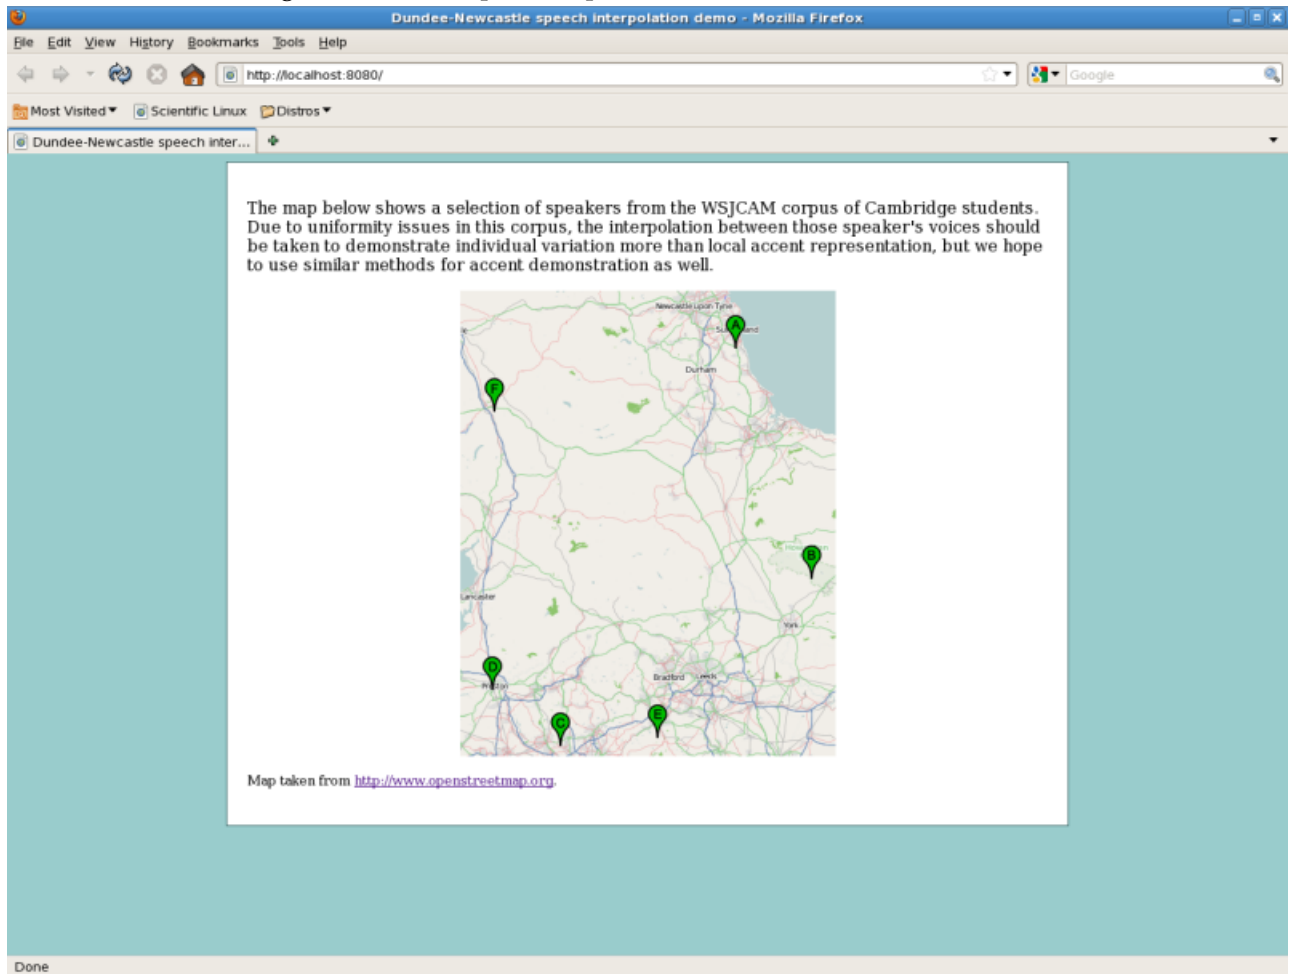 Dundee-Newcastle speech interpolation demo - Mozilla Firefox
File Edit View History Bookmarks Tools Help
http://localhost:8080/ Google
Most Visited Scientific Linux Distros
Dundee-Newcastle speech inter...
The map below shows a selection of speakers from the WSJCAM corpus of Cambridge students.
Due to uniformity issues in this corpus, the interpolation between those speaker's voices should
be taken to demonstrate individual variation more than local accent representation, but we hope
to use similar methods for accent demonstration as well.
Newcastle upon Tyne
A
Durham
F
B
Lancaster
York
D
Bradford Leeds
E
C
Map taken from http://www.openstreetmap.org.
Done